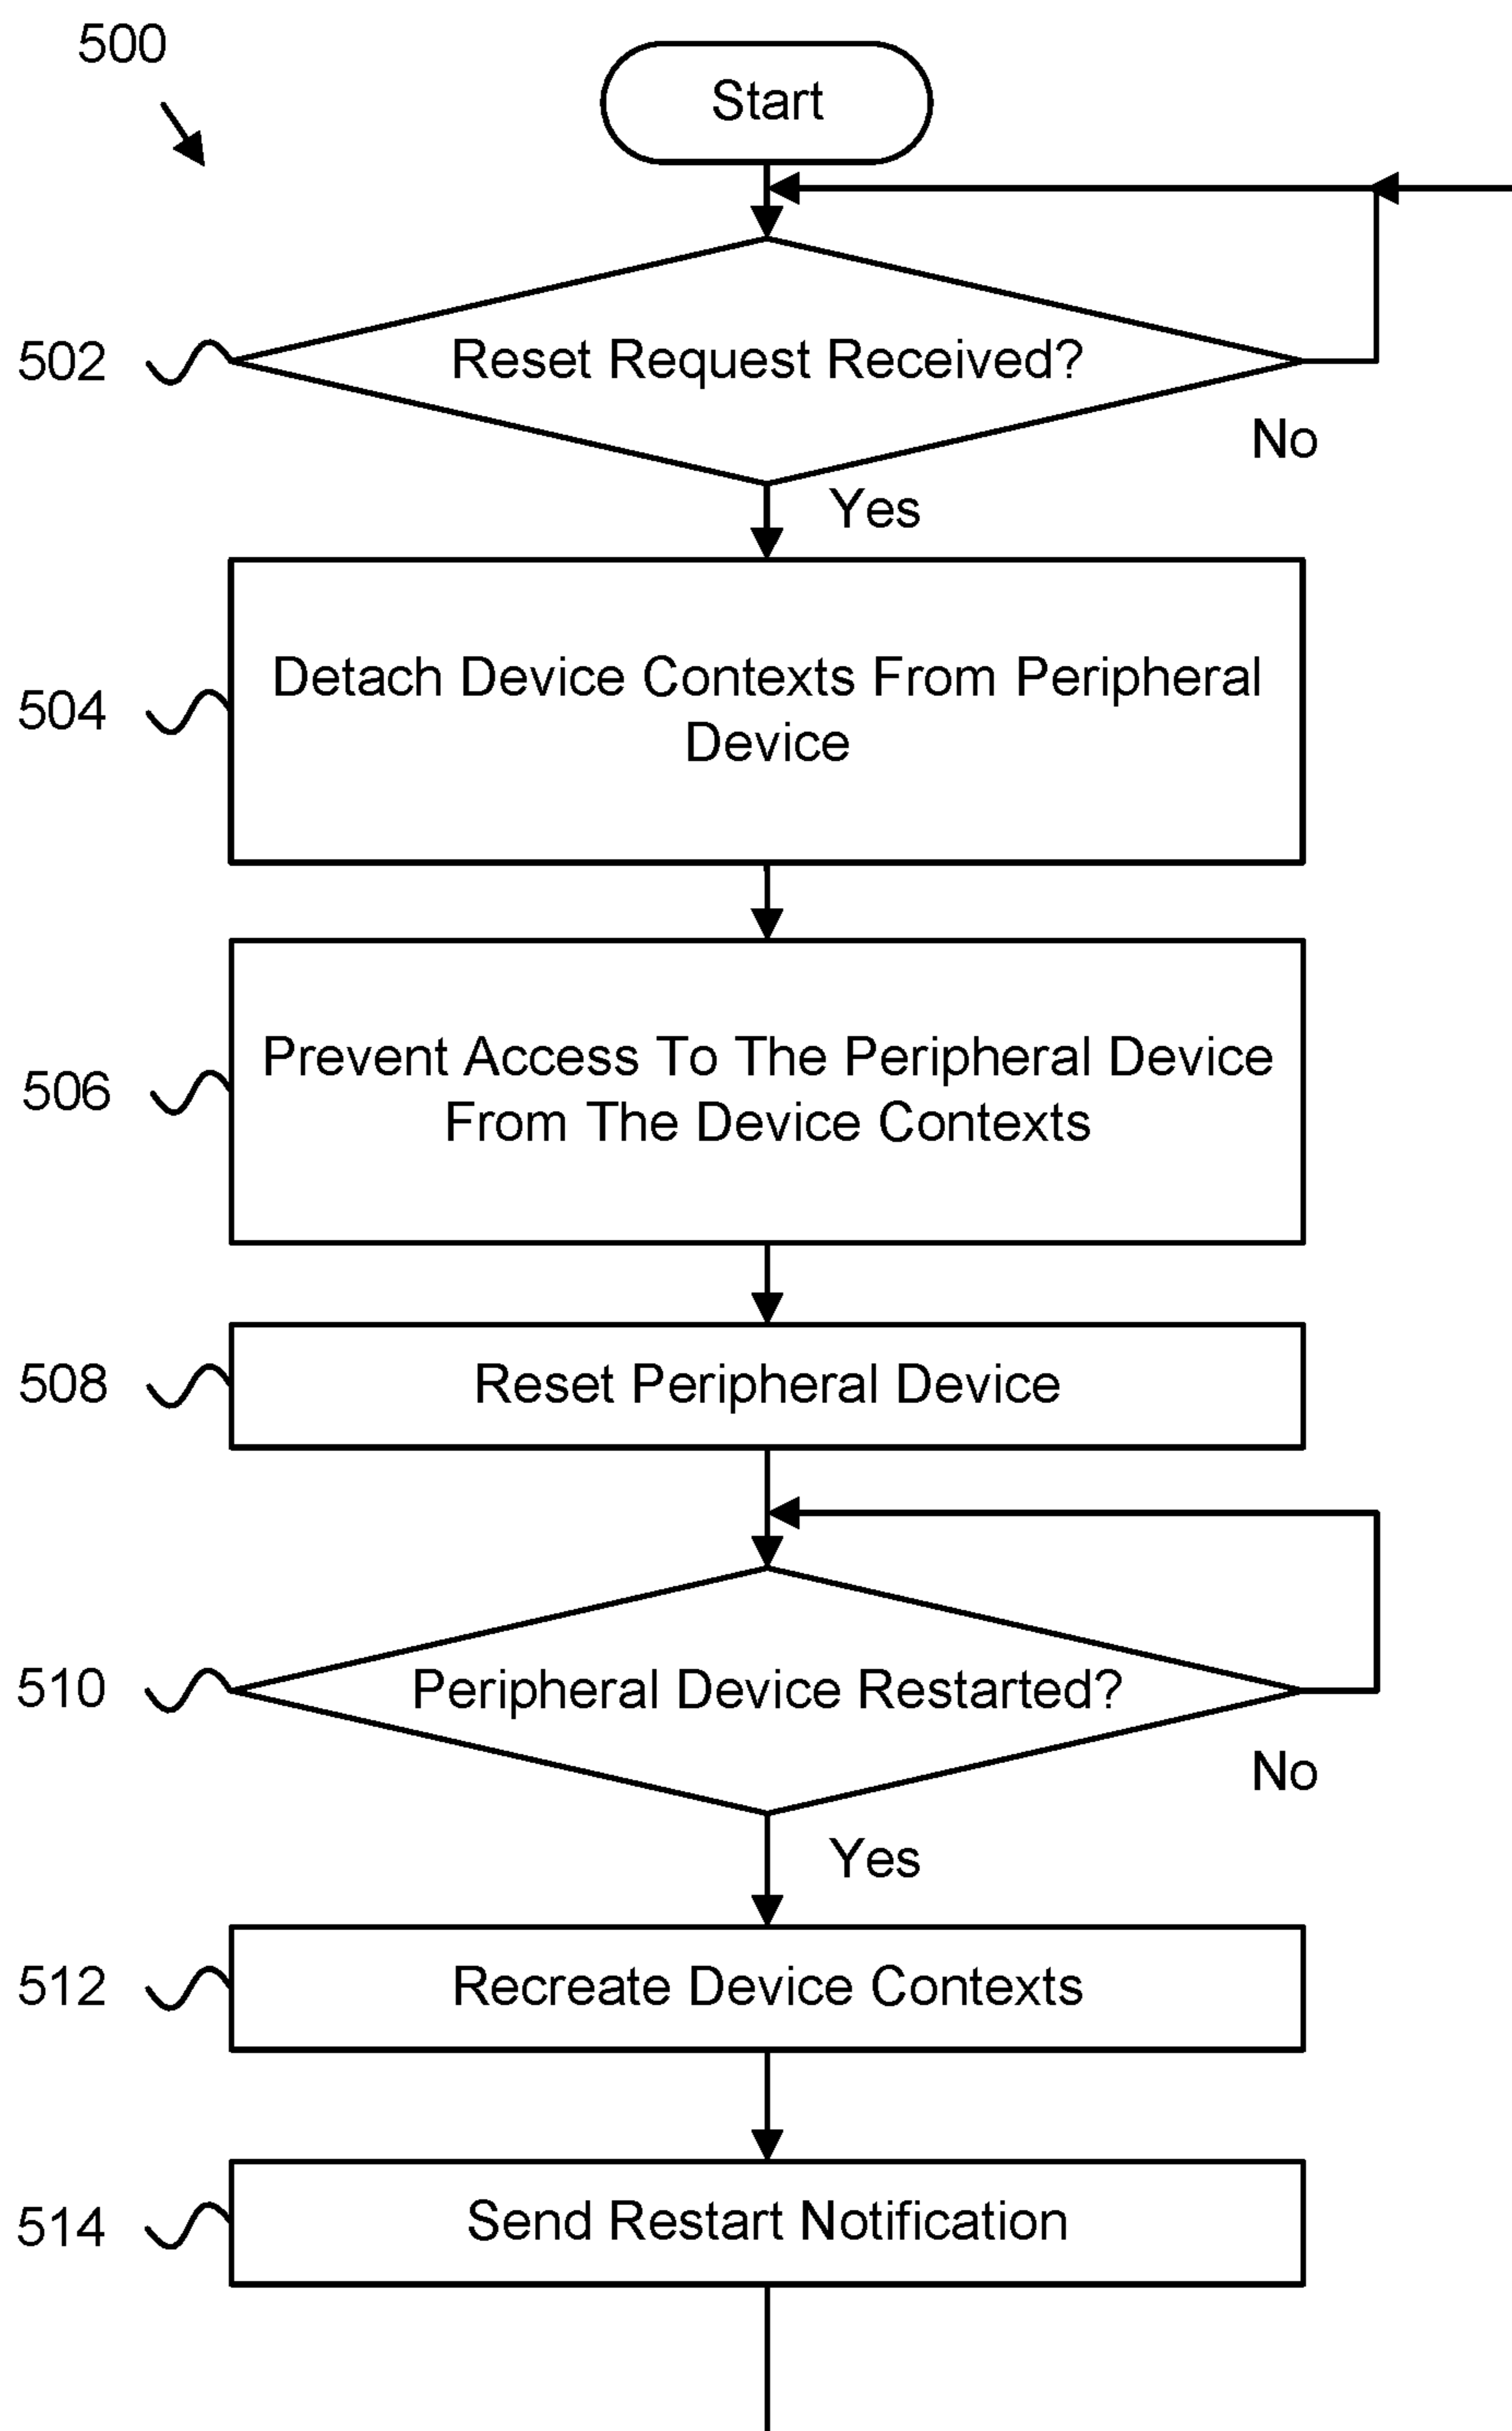 500
Start
502
Reset Request Received?
No
Yes
504
Detach Device Contexts From Peripheral
Device
506
Prevent Access To The Peripheral Device
From The Device Contexts
508
Reset Peripheral Device
510
Peripheral Device Restarted?
No
Yes
512
Recreate Device Contexts
514
Send Restart Notification